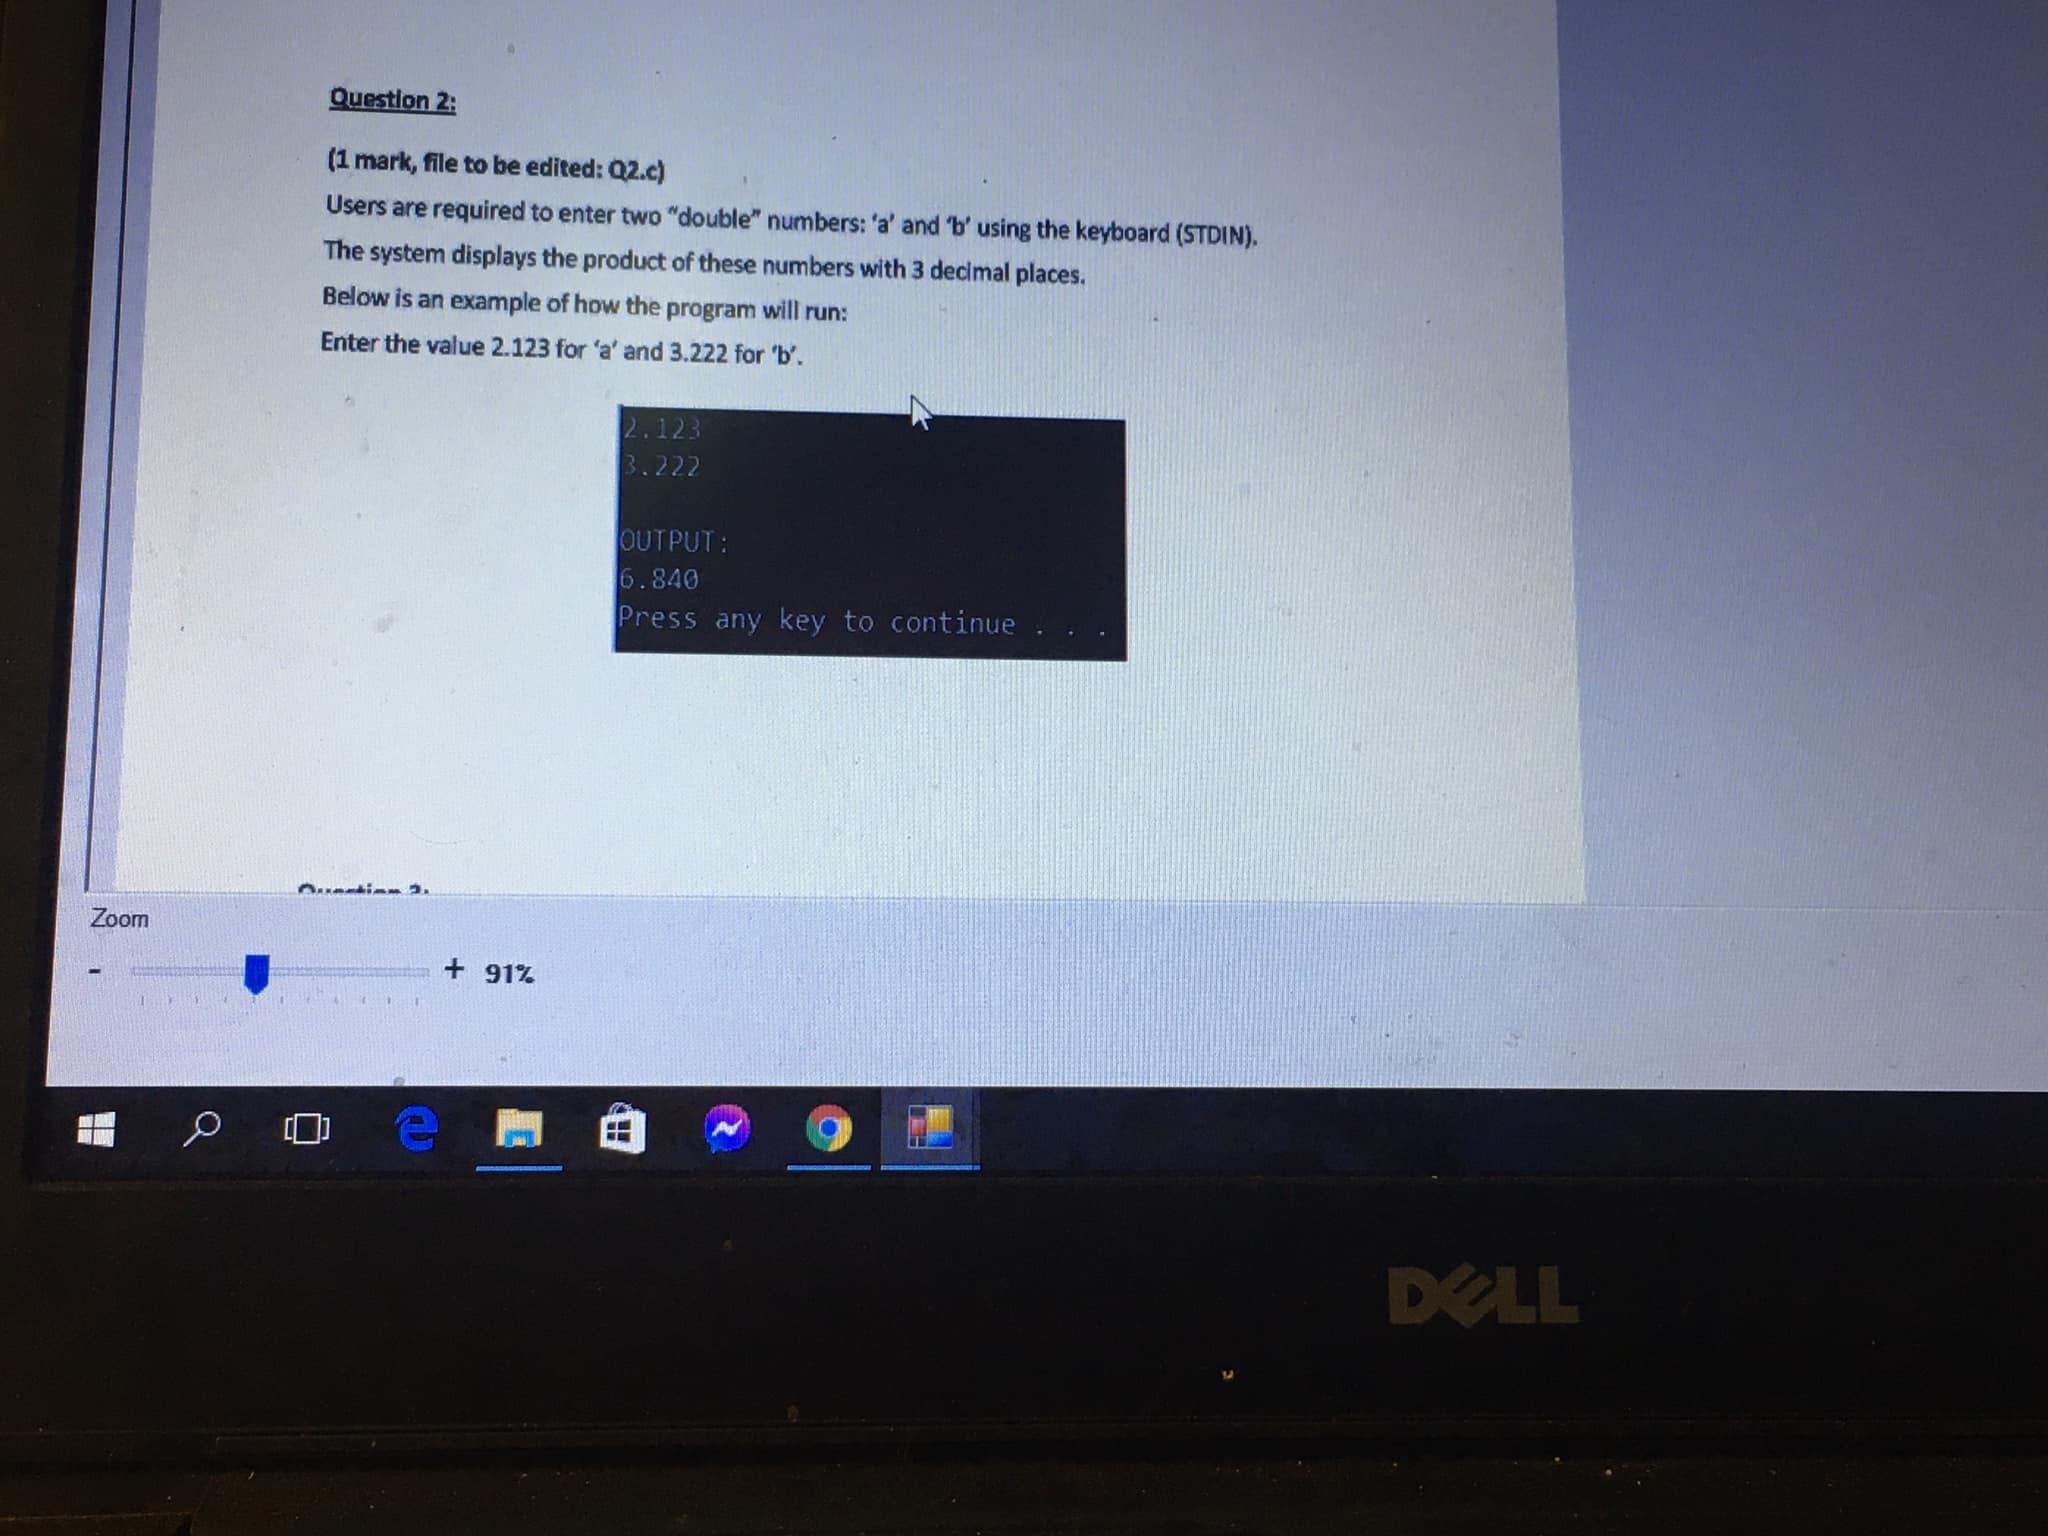 Question 2:
(1 mark, file to be edited: Q2.c)
Users are required to enter two “double” numbers: ‘a’ and ‘b’ using the keyboard (STDIN).
The system displays the product of these numbers with 3 decimal places.
Below is an example of how the program will run:
Enter the value 2.123 for ‘a’ and 3.222 for ‘b’.
2.123
3.222
OUTPUT:
6.840
Press any key to continue . . .
Zoom
- + 91%
DELL